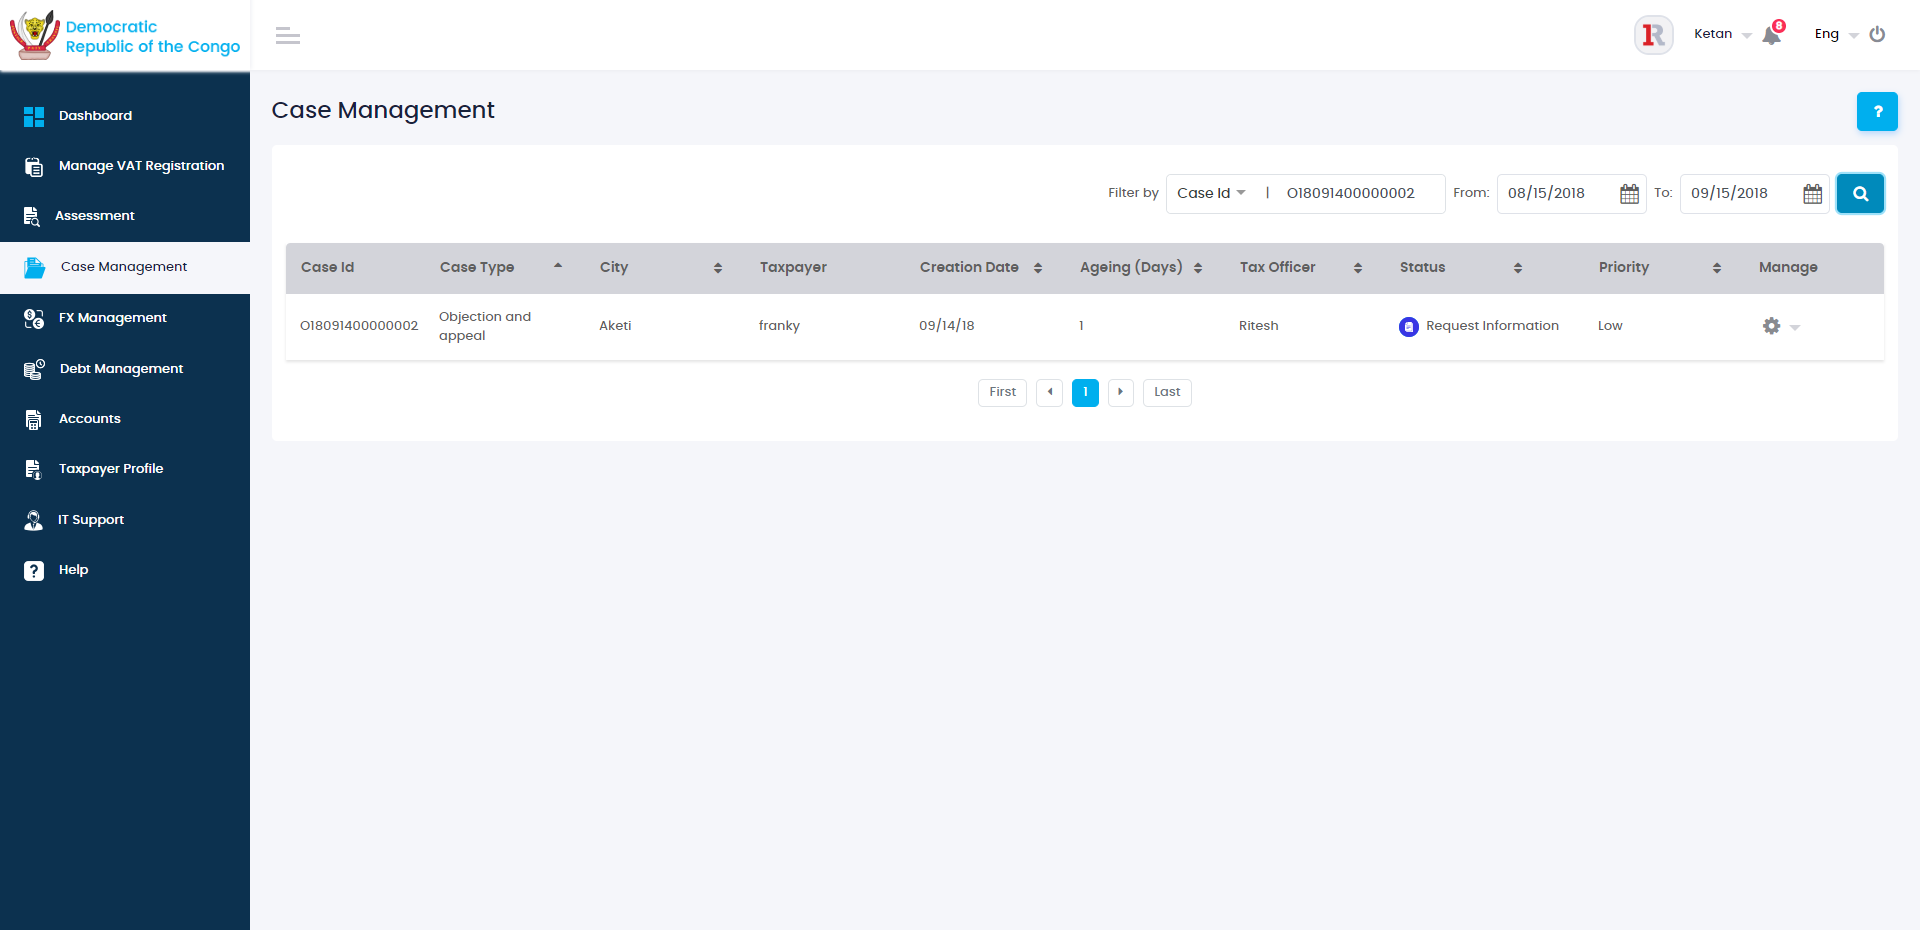 Democratic
Republic of the Congo
1R
Ketan
8
Eng
Dashboard
Manage VAT Registration
Assessment
Case Management
FX Management
Debt Management
Accounts
Taxpayer Profile
IT Support
? Help
Case Management
?
Filter by Case Id | O18091400000002 From: 08/15/2018 To: 09/15/2018
Case Id Case Type City Taxpayer Creation Date Ageing (Days) Tax Officer Status Priority Manage
O18091400000002 Objection and appeal Aketi franky 09/14/18 1 Ritesh Request Information Low
First 1 Last